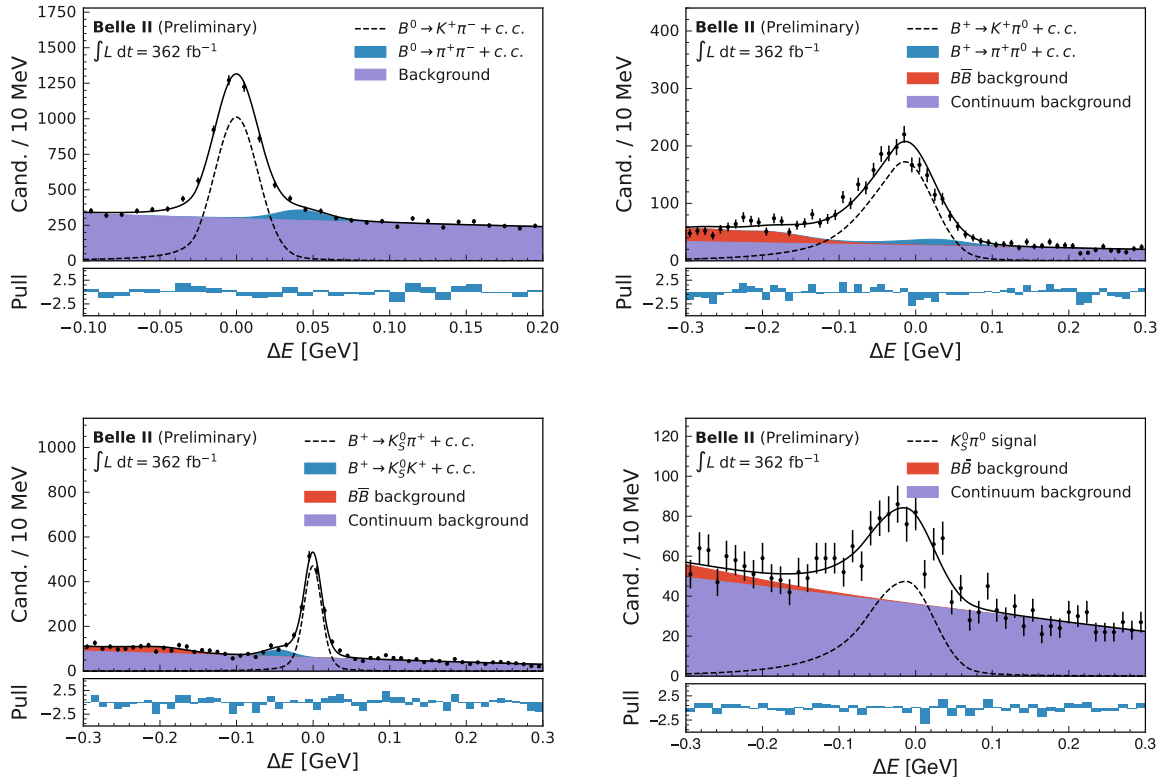 Belle II (Preliminary)
∫L dt = 362 fb⁻¹
B⁰ → K⁺π⁻ + c.c.
B⁰ → π⁺π⁻ + c.c.
Background
Cand. / 10 MeV
1750
1500
1250
1000
750
500
250
0
Pull
2.5
−2.5
−0.10 −0.05 0.00 0.05 0.10 0.15 0.20
ΔE [GeV]
Belle II (Preliminary)
∫L dt = 362 fb⁻¹
B⁺ → K⁺π⁰ + c.c.
B⁺ → π⁺π⁰ + c.c.
BB̅ background
Continuum background
Cand. / 10 MeV
400
320
240
160
80
0
Pull
2.5
−2.5
−0.3 −0.2 −0.1 0.0 0.1 0.2 0.3
ΔE [GeV]
Belle II (Preliminary)
∫L dt = 362 fb⁻¹
B⁺ → K_S⁰π⁺ + c.c.
B⁺ → K_S⁰K⁺ + c.c.
BB̅ background
Continuum background
Cand. / 10 MeV
1000
800
600
400
200
0
Pull
2.5
−2.5
−0.3 −0.2 −0.1 0.0 0.1 0.2 0.3
ΔE [GeV]
Belle II (Preliminary)
∫L dt = 362 fb⁻¹
K_S⁰π⁰ signal
BB̅ background
Continuum background
Cand. / 10 MeV
120
100
80
60
40
20
0
Pull
2.5
−2.5
−0.3 −0.2 −0.1 0.0 0.1 0.2 0.3
ΔE [GeV]